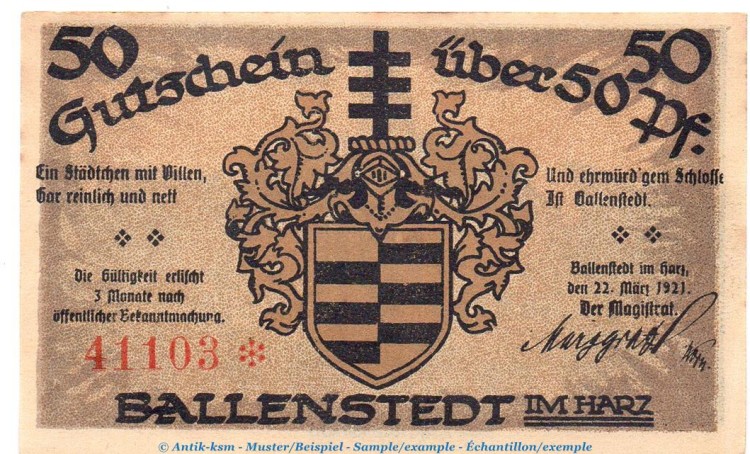 50 50
Gutschein über 50 Pf.
Ein Städtchen mit Villen,
Gar reinlich und nett
Und ehrwürd'gem Schlosse
Ist Ballenstedt.
Die Gültigkeit erlischt
3 Monate nach
öffentlicher Bekanntmachung.
41103 *
Ballenstedt im Harz,
den 22. März 1921.
Der Magistrat.
BALLENSTEDT IM HARZ
© Antik-ksm - Muster/Beispiel - Sample/example - Échantillon/exemple